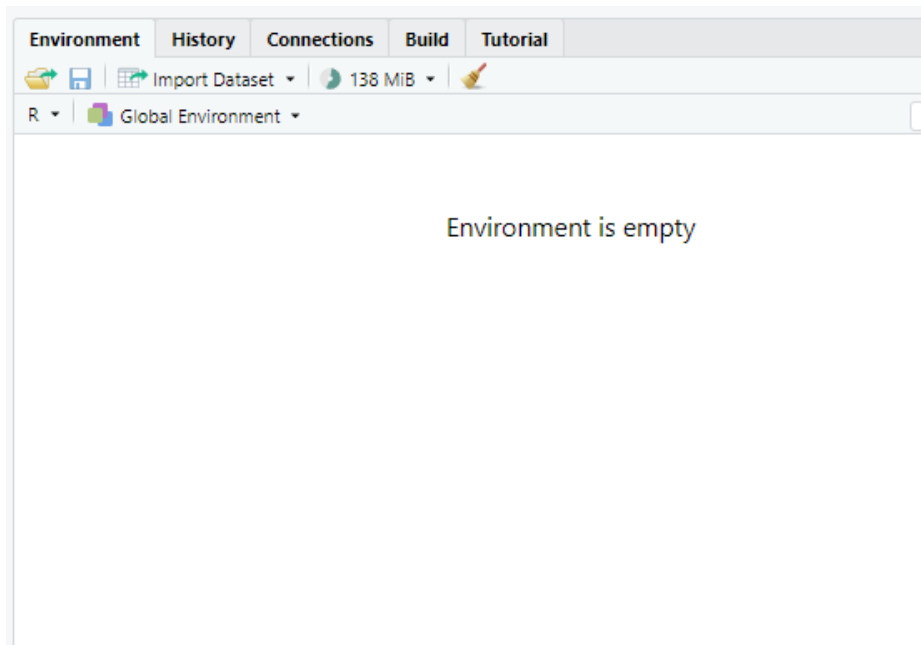 Environment History Connections Build Tutorial
Import Dataset 138 MiB
R Global Environment
Environment is empty